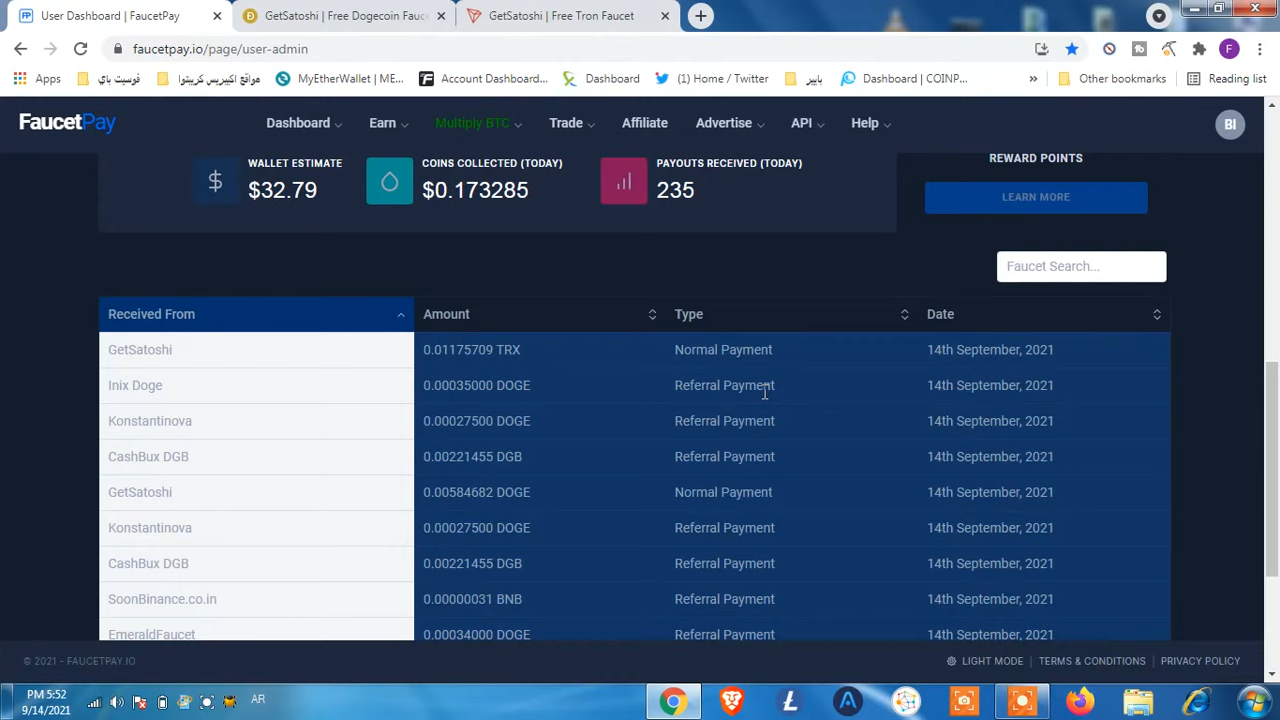 User Dashboard | FaucetPay
GetSatoshi | Free Dogecoin Fauc
GetSatoshi | Free Tron Faucet
faucetpay.io/page/user-admin
F
Apps
فوسيت باي
مواقع اكسبريس كريبتوا
MyEtherWallet | ME...
Account Dashboard...
Dashboard
(1) Home / Twitter
بايير
Dashboard | COINP...
»
Other bookmarks
Reading list
FaucetPay
Dashboard
Earn
Multiply BTC
Trade
Affiliate
Advertise
API
Help
BI
WALLET ESTIMATE
$32.79
COINS COLLECTED (TODAY)
$0.173285
PAYOUTS RECEIVED (TODAY)
235
REWARD POINTS
LEARN MORE
Faucet Search...
Received From Amount Type Date
GetSatoshi 0.01175709 TRX Normal Payment 14th September, 2021
Inix Doge 0.00035000 DOGE Referral Payment 14th September, 2021
Konstantinova 0.00027500 DOGE Referral Payment 14th September, 2021
CashBux DGB 0.00221455 DGB Referral Payment 14th September, 2021
GetSatoshi 0.00584682 DOGE Normal Payment 14th September, 2021
Konstantinova 0.00027500 DOGE Referral Payment 14th September, 2021
CashBux DGB 0.00221455 DGB Referral Payment 14th September, 2021
SoonBinance.co.in 0.00000031 BNB Referral Payment 14th September, 2021
EmeraldFaucet 0.00034000 DOGE Referral Payment 14th September, 2021
© 2021 - FAUCETPAY.IO
LIGHT MODE
TERMS & CONDITIONS
PRIVACY POLICY
PM 5:52
9/14/2021
AR